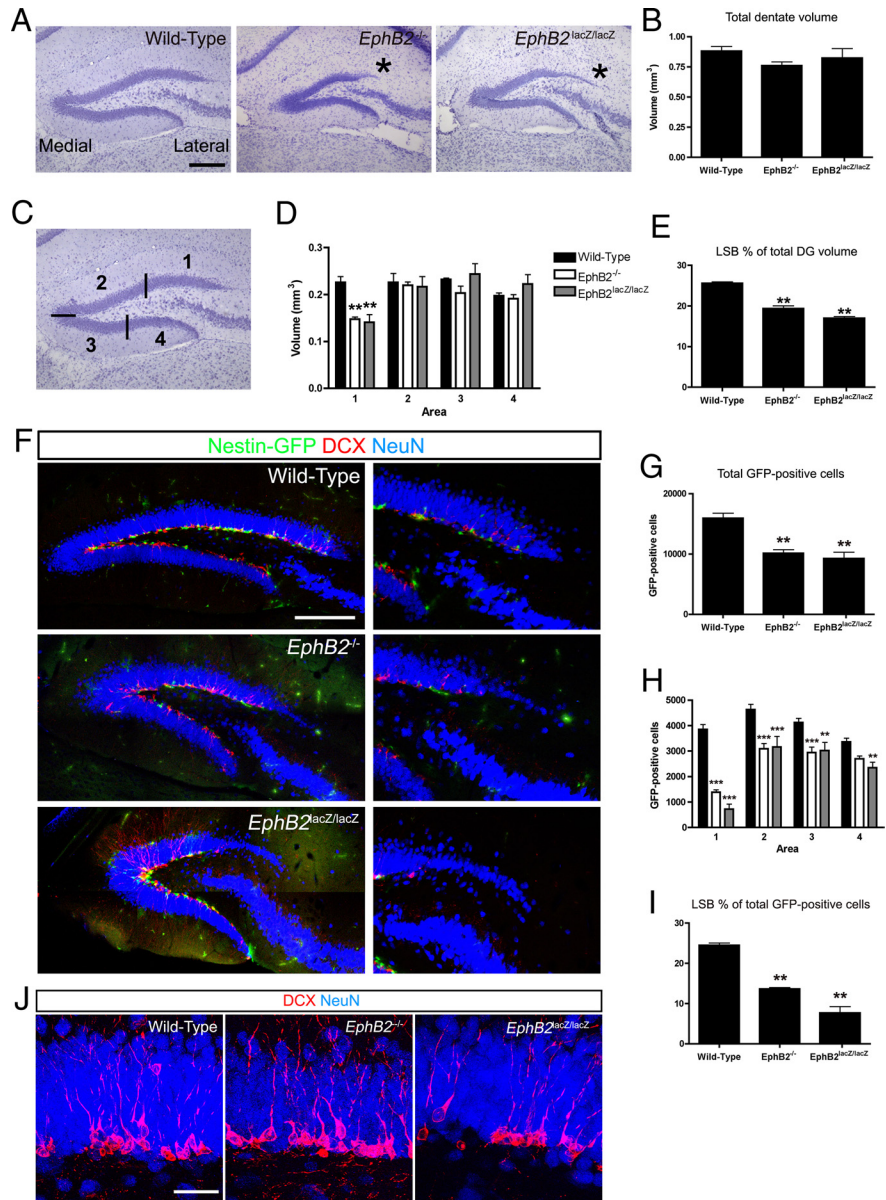 A
Wild-Type
EphB2-/-
EphB2lacZ/lacZ
*
*
Medial
Lateral
B
Total dentate volume
Volume (mm3)
1.00
0.75
0.50
0.25
0.00
Wild-Type
EphB2-/-
EphB2lacZ/lacZ
C
1
2
3
4
D
Volume (mm3)
0.3
0.2
0.1
0.0
** **
1
2
3
4
Area
Wild-Type
EphB2-/-
EphB2lacZ/lacZ
E
LSB % of total DG volume
30
20
10
0
**
**
Wild-Type
EphB2-/-
EphB2lacZ/lacZ
F
Nestin-GFP DCX NeuN
Wild-Type
EphB2-/-
EphB2lacZ/lacZ
G
Total GFP-positive cells
GFP-positive cells
20000
10000
0
**
**
Wild-Type
EphB2-/-
EphB2lacZ/lacZ
H
GFP-positive cells
5000
4000
3000
2000
1000
0
***
***
***
***
***
**
**
1
2
3
4
Area
I
LSB % of total GFP-positive cells
30
20
10
0
**
**
Wild-Type
EphB2-/-
EphB2lacZ/lacZ
J
DCX NeuN
Wild-Type
EphB2-/-
EphB2lacZ/lacZ